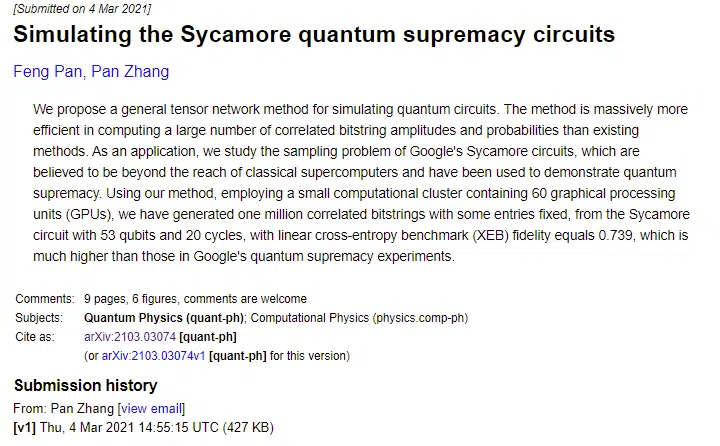 [Submitted on 4 Mar 2021]
Simulating the Sycamore quantum supremacy circuits
Feng Pan, Pan Zhang
We propose a general tensor network method for simulating quantum circuits. The method is massively more
efficient in computing a large number of correlated bitstring amplitudes and probabilities than existing
methods. As an application, we study the sampling problem of Google's Sycamore circuits, which are
believed to be beyond the reach of classical supercomputers and have been used to demonstrate quantum
supremacy. Using our method, employing a small computational cluster containing 60 graphical processing
units (GPUs), we have generated one million correlated bitstrings with some entries fixed, from the Sycamore
circuit with 53 qubits and 20 cycles, with linear cross-entropy benchmark (XEB) fidelity equals 0.739, which is
much higher than those in Google's quantum supremacy experiments.
Comments: 9 pages, 6 figures, comments are welcome
Subjects: Quantum Physics (quant-ph); Computational Physics (physics.comp-ph)
Cite as: arXiv:2103.03074 [quant-ph]
(or arXiv:2103.03074v1 [quant-ph] for this version)
Submission history
From: Pan Zhang [view email]
[v1] Thu, 4 Mar 2021 14:55:15 UTC (427 KB)